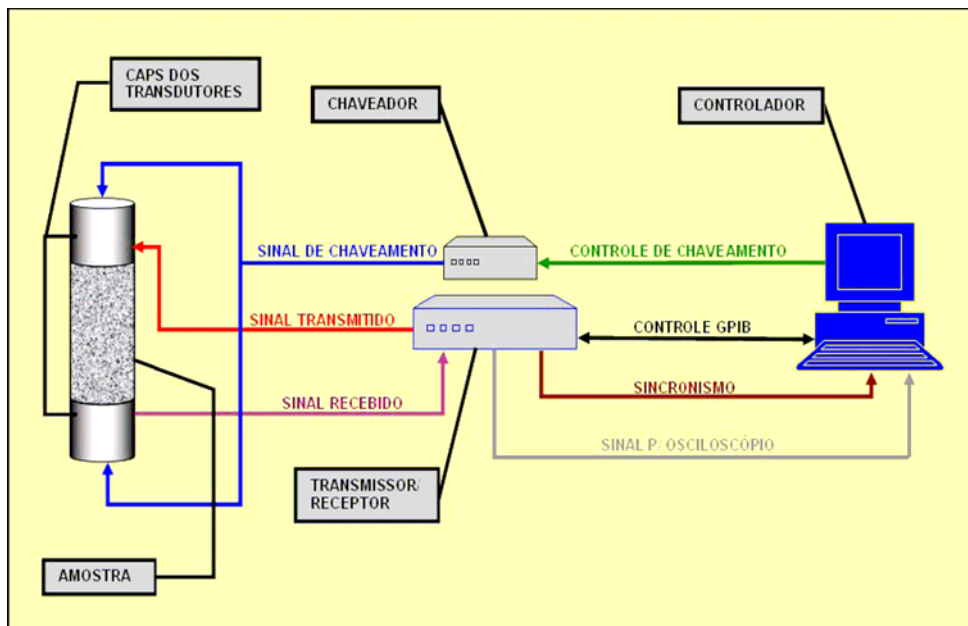 CAPS DOS
TRANSDUTORES
CHAVEADOR
CONTROLADOR
SINAL DE CHAVEAMENTO
CONTROLE DE CHAVEAMENTO
SINAL TRANSMITIDO
CONTROLE GPIB
SINCRONISMO
SINAL RECEBIDO
SINAL P/ OSCILOSCÓPIO
TRANSMISSOR/
RECEPTOR
AMOSTRA